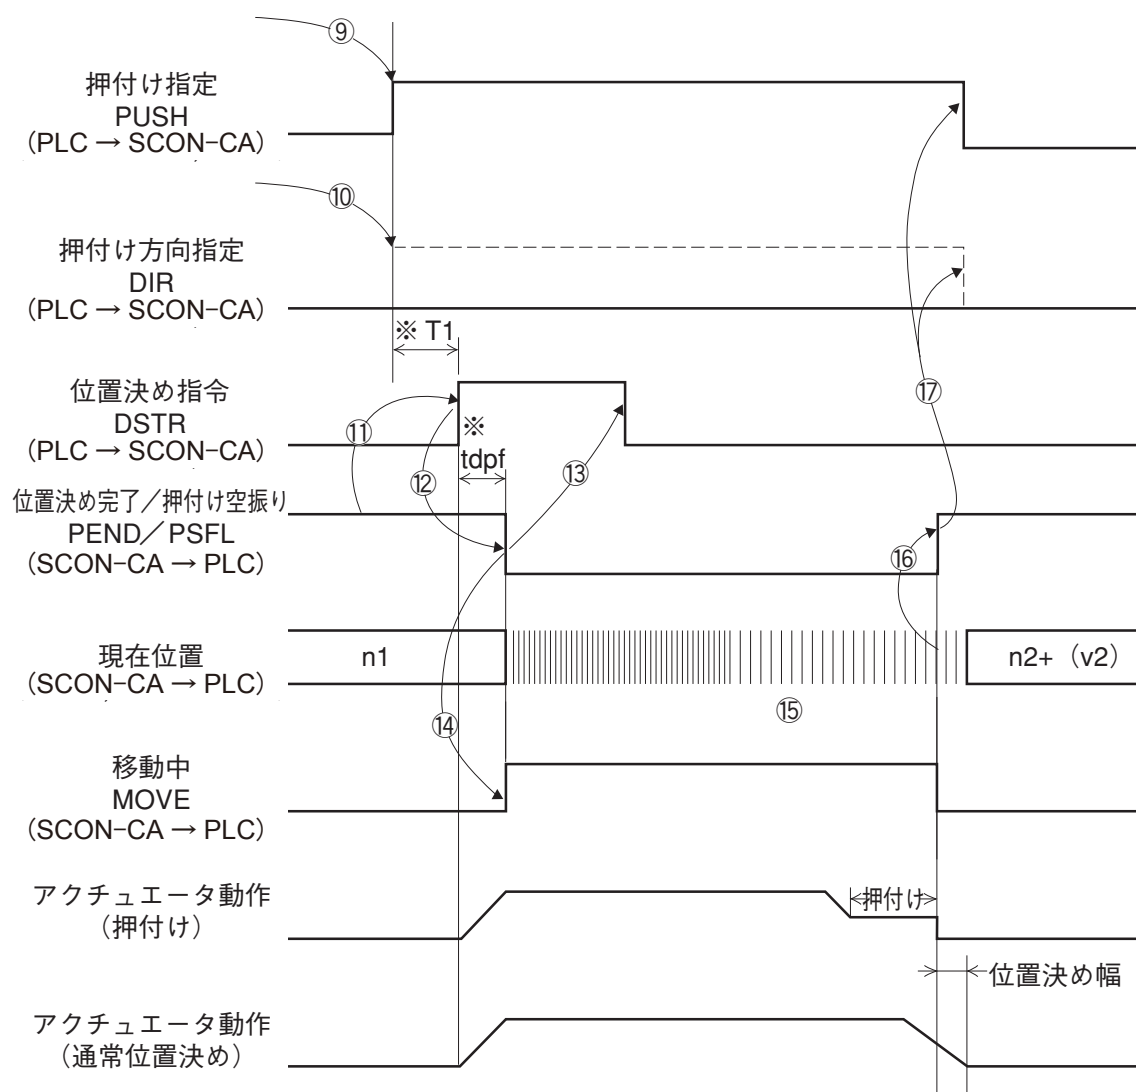 ⑨
押付け指定
PUSH
(PLC → SCON-CA)
⑩
押付け方向指定
DIR
(PLC → SCON-CA)
※ T1
位置決め指令
DSTR
(PLC → SCON-CA)
⑪
⑫
※
tdpf
⑬
⑰
位置決め完了/押付け空振り
PEND/PSFL
(SCON-CA → PLC)
⑯
現在位置
(SCON-CA → PLC)
n1
n2+(v2)
⑭
⑮
移動中
MOVE
(SCON-CA → PLC)
アクチュエータ動作
(押付け)
押付け
位置決め幅
アクチュエータ動作
(通常位置決め)